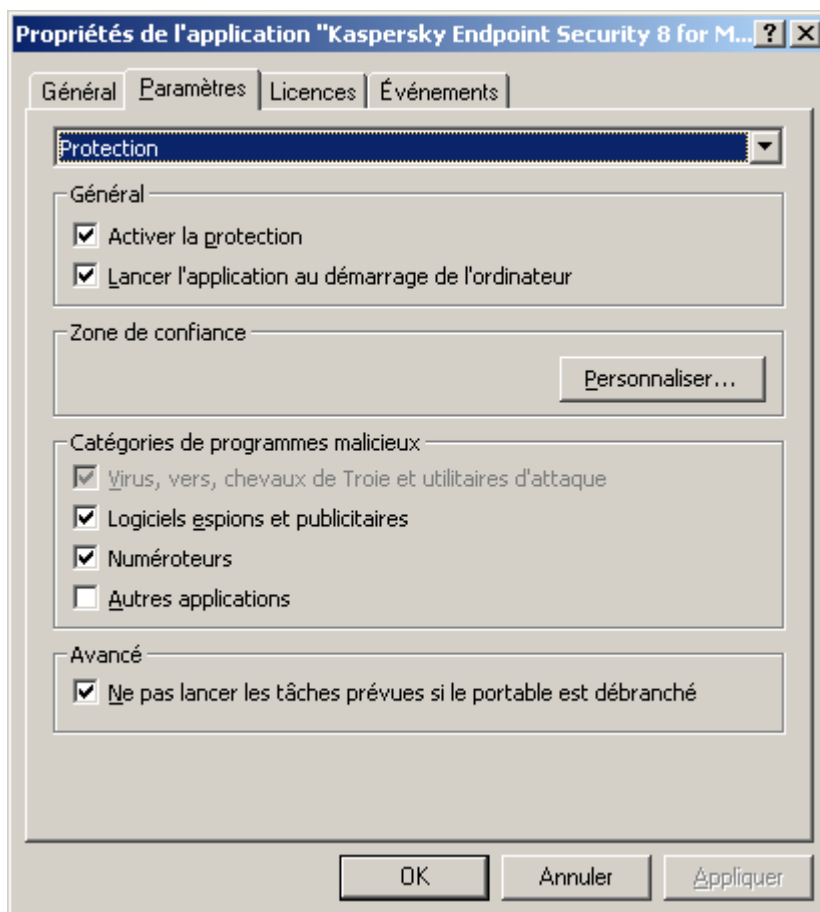 Propriétés de l'application "Kaspersky Endpoint Security 8 for M...
Général Paramètres Licences Événements
Protection
Général
Activer la protection
Lancer l'application au démarrage de l'ordinateur
Zone de confiance
Personnaliser...
Catégories de programmes malicieux
Virus, vers, chevaux de Troie et utilitaires d'attaque
Logiciels espions et publicitaires
Numéroteurs
Autres applications
Avancé
Ne pas lancer les tâches prévues si le portable est débranché
OK Annuler Appliquer